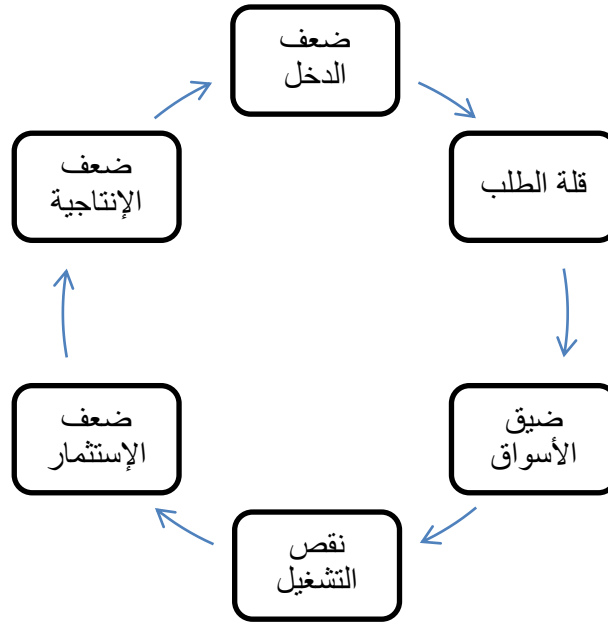 ضعف
الدخل
قلة الطلب
ضيق
الأسواق
نقص
التشغيل
ضعف
الإستثمار
ضعف
الإنتاجية